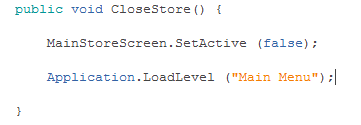 public void CloseStore() {
MainStoreScreen.SetActive (false);
Application.LoadLevel ("Main Menu");
}